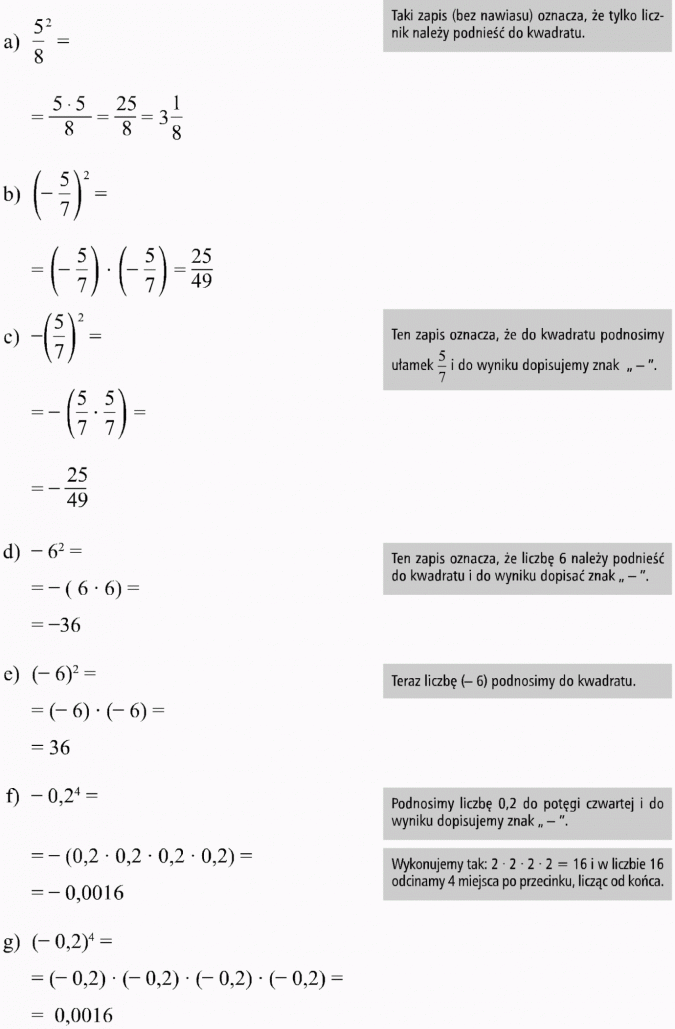 a) 5²/8 =
Taki zapis (bez nawiasu) oznacza, że tylko licz-
nik należy podnieść do kwadratu.
= (5 · 5)/8 = 25/8 = 3 1/8
b) (− 5/7)² =
= (− 5/7) · (− 5/7) = 25/49
c) −(5/7)² =
Ten zapis oznacza, że do kwadratu podnosimy
ułamek 5/7 i do wyniku dopisujemy znak „ – ”.
= − (5/7 · 5/7) =
= − 25/49
d) − 6² =
= − ( 6 · 6) =
= −36
Ten zapis oznacza, że liczbę 6 należy podnieść
do kwadratu i do wyniku dopisać znak „ – ”.
e) (− 6)² =
= (− 6) · (− 6) =
= 36
Teraz liczbę (– 6) podnosimy do kwadratu.
f) − 0,2⁴ =
= − (0,2 · 0,2 · 0,2 · 0,2) =
= − 0,0016
Podnosimy liczbę 0,2 do potęgi czwartej i do
wyniku dopisujemy znak „ – ”.
Wykonujemy tak: 2 · 2 · 2 · 2 = 16 i w liczbie 16
odcinamy 4 miejsca po przecinku, licząc od końca.
g) (− 0,2)⁴ =
= (− 0,2) · (− 0,2) · (− 0,2) · (− 0,2) =
= 0,0016